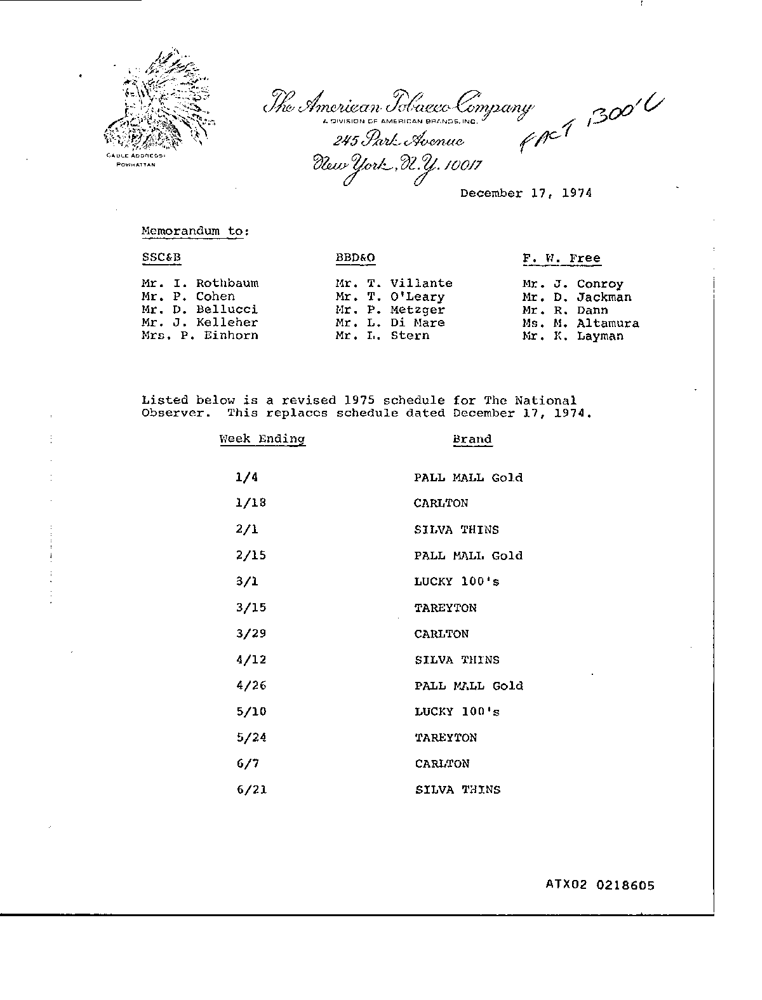 The American Tobacco Company
A DIVISION OF AMERICAN BRANDS, INC.
245 Park Avenue
New York, N.Y. 10017
CABLE ADDRESS:
POWHATTAN
December 17, 1974
Memorandum to:
SSC&B BBD&O F. W. Free
Mr. I. Rothbaum Mr. T. Villante Mr. J. Conroy
Mr. P. Cohen Mr. T. O'Leary Mr. D. Jackman
Mr. D. Bellucci Mr. P. Metzger Mr. R. Dann
Mr. J. Kelleher Mr. L. Di Mare Ms. M. Altamura
Mrs. P. Einhorn Mr. L. Stern Mr. K. Layman
Listed below is a revised 1975 schedule for The National
Observer. This replaces schedule dated December 17, 1974.
Week Ending Brand
1/4 PALL MALL Gold
1/18 CARLTON
2/1 SILVA THINS
2/15 PALL MALL Gold
3/1 LUCKY 100's
3/15 TAREYTON
3/29 CARLTON
4/12 SILVA THINS
4/26 PALL MALL Gold
5/10 LUCKY 100's
5/24 TAREYTON
6/7 CARLTON
6/21 SILVA THINS
ATX02 0218605